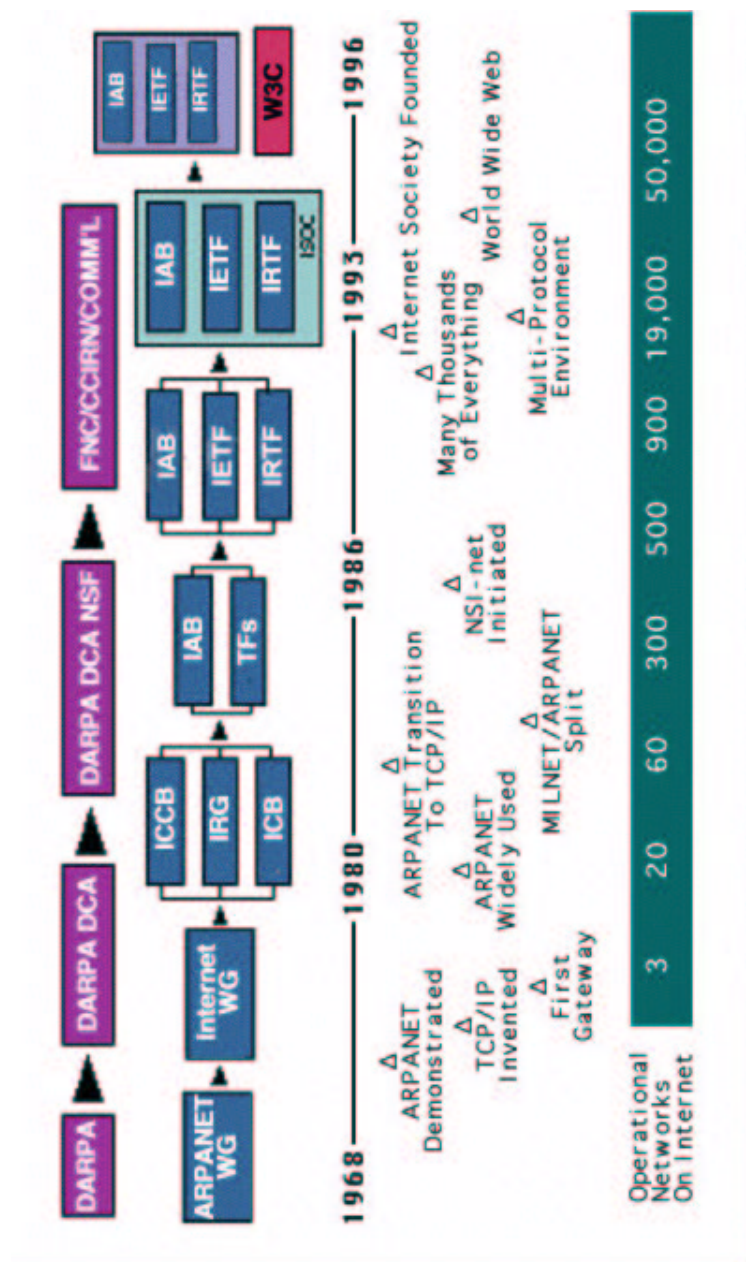 DARPA
DARPA DCA
DARPA DCA NSF
FNC/CCIRN/COMM'L
ARPANET
WG
Internet
WG
ICCB
IRG
ICB
IAB
TFs
IAB
IETF
IRTF
IAB
IETF
IRTF
ISOC
IAB
IETF
IRTF
W3C
1968
1980
1986
1993
1996
ARPANET
Demonstrated
TCP/IP
Invented
First
Gateway
ARPANET Transition
To TCP/IP
ARPANET
Widely Used
MILNET/ARPANET
Split
NSI-net
Initiated
Internet Society Founded
Many Thousands
of Everything
World Wide Web
Multi-Protocol
Environment
Operational
Networks
On Internet
3 20 60 300 500 900 19,000 50,000